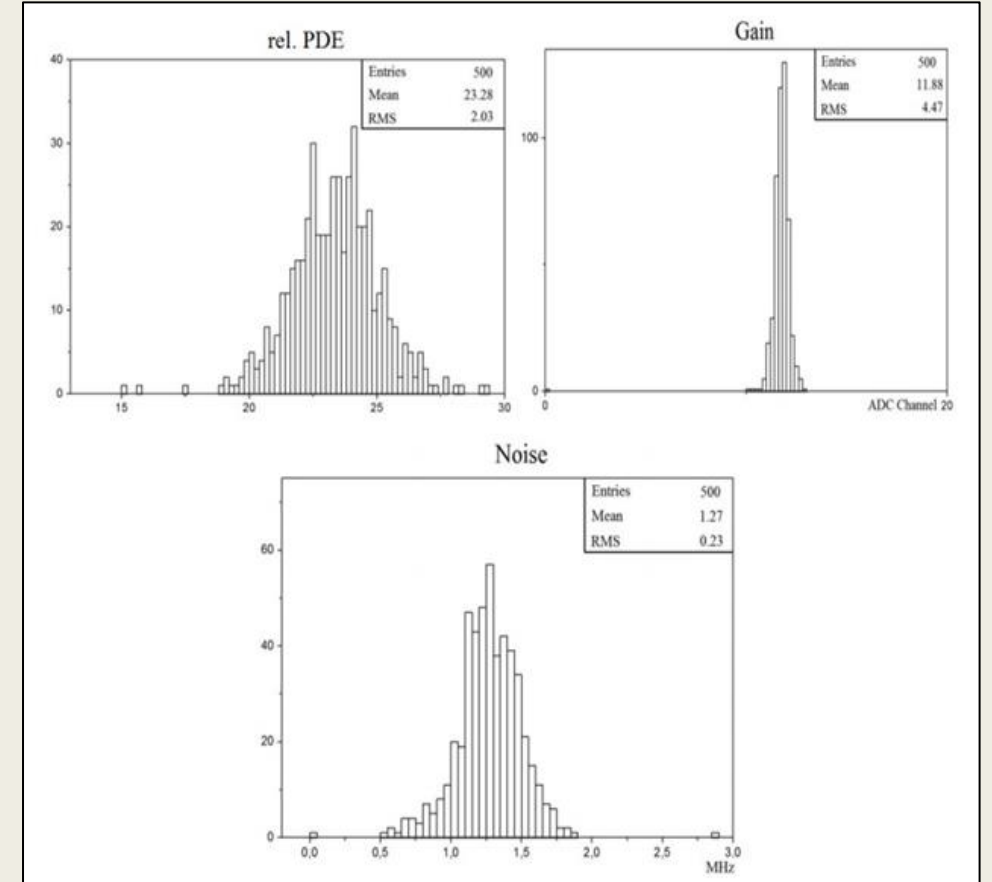 rel. PDE
40
30
20
10
0
15
20
25
30
Entries 500
Mean 23.28
RMS 2.03
Gain
100
0
0
ADC Channel 20
Entries 500
Mean 11.88
RMS 4.47
Noise
60
40
20
0
0,0
0,5
1,0
1,5
2,0
2,5
3,0
MHz
Entries 500
Mean 1.27
RMS 0.23